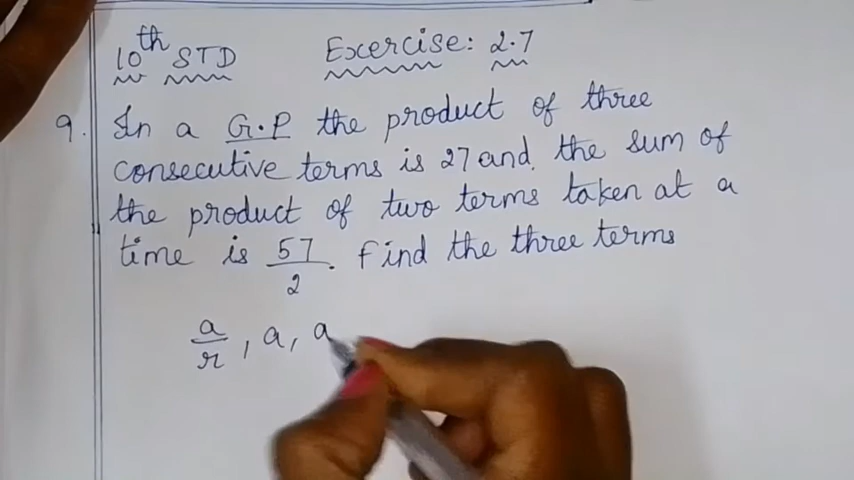 10th STD Exercise: 2.7
9. In a G.P the product of three
consecutive terms is 27 and the sum of
the product of two terms taken at a
time is 57/2. Find the three terms
a/r, a, a